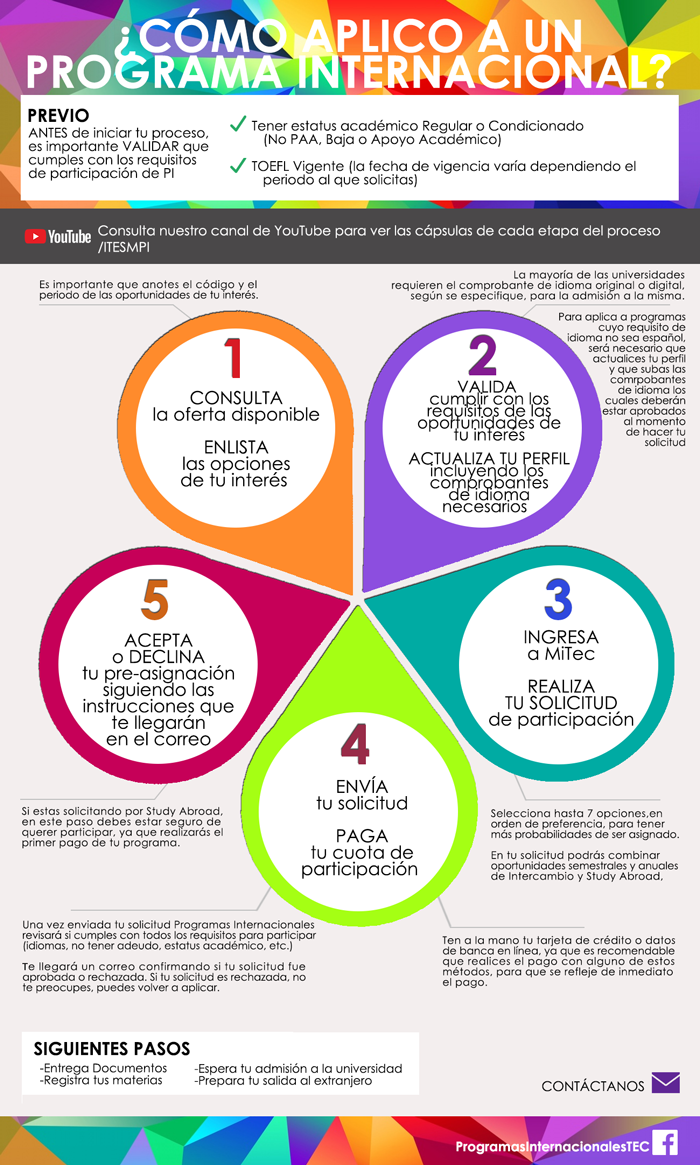 ¿CÓMO APLICO A UN
PROGRAMA INTERNACIONAL?
PREVIO
ANTES de iniciar tu proceso,
es importante VALIDAR que
cumples con los requisitos
de participación de PI
Tener estatus académico Regular o Condicionado
(No PAA, Baja o Apoyo Académico)
TOEFL Vigente (la fecha de vigencia varía dependiendo el
periodo al que solicitas)
YouTube
Consulta nuestro canal de YouTube para ver las cápsulas de cada etapa del proceso
/ITESMPI
Es importante que anotes el código y el
periodo de las oportunidades de tu interés.
La mayoría de las universidades
requieren el comprobante de idioma original o digital,
según se especifique, para la admisión a la misma.
Para aplica a programas
cuyo requisito de
idioma no sea español,
será necesario que
actualices tu perfil
y que subas las
comrpobantes
de idioma los
cuales deberán
estar aprobados
al momento
de hacer tu
solicitud
1
CONSULTA
la oferta disponible
ENLISTA
las opciones
de tu interés
2
VALIDA
cumplir con los
requisitos de las
oportunidades de
tu interés
ACTUALIZA TU PERFIL
incluyendo los
comprobantes
de idioma
necesarios
3
INGRESA
a MiTec
REALIZA
TU SOLICITUD
de participación
4
ENVÍA
tu solicitud
PAGA
tu cuota de
participación
5
ACEPTA
o DECLINA
tu pre-asignación
siguiendo las
instrucciones que
te llegarán
en el correo
Si estas solicitando por Study Abroad,
en este paso debes estar seguro de
querer participar, ya que realizarás el
primer pago de tu programa.
Selecciona hasta 7 opciones,en
orden de preferencia, para tener
más probabilidades de ser asignado.
En tu solicitud podrás combinar
oportunidades semestrales y anuales
de Intercambio y Study Abroad,
Una vez enviada tu solicitud Programas Internacionales
revisará si cumples con todos los requisitos para participar
(idiomas, no tener adeudo, estatus académico, etc.)
Te llegará un correo confirmando si tu solicitud fue
aprobada o rechazada. Si tu solicitud es rechazada, no
te preocupes, puedes volver a aplicar.
Ten a la mano tu tarjeta de crédito o datos
de banca en línea, ya que es recomendable
que realices el pago con alguno de estos
métodos, para que se refleje de inmediato
el pago.
SIGUIENTES PASOS
-Entrega Documentos
-Registra tus materias
-Espera tu admisión a la universidad
-Prepara tu salida al extranjero
CONTÁCTANOS
ProgramasInternacionalesTEC